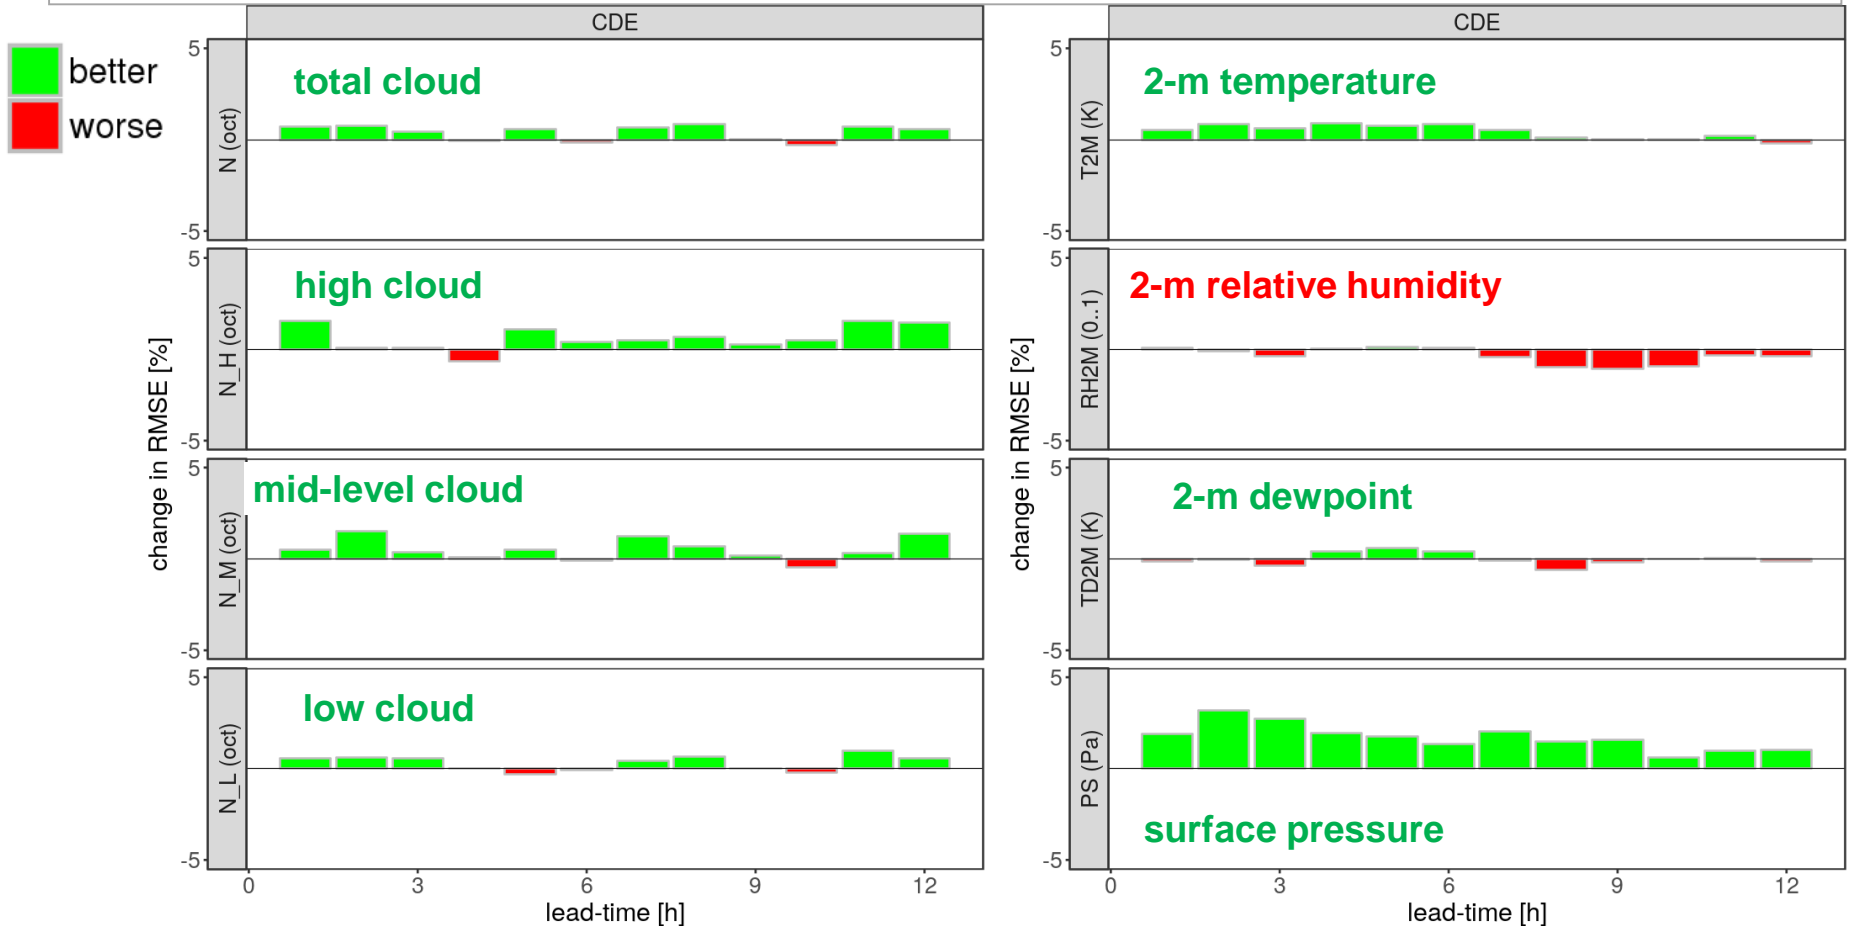 better
worse
CDE
5
-5
N (oct)
total cloud
5
-5
N_H (oct)
high cloud
5
-5
N_M (oct)
mid-level cloud
5
-5
N_L (oct)
low cloud
change in RMSE [%]
0 3 6 9 12
lead-time [h]
CDE
5
-5
T2M (K)
2-m temperature
5
-5
RH2M (0..1)
2-m relative humidity
5
-5
TD2M (K)
2-m dewpoint
5
-5
PS (Pa)
surface pressure
change in RMSE [%]
0 3 6 9 12
lead-time [h]